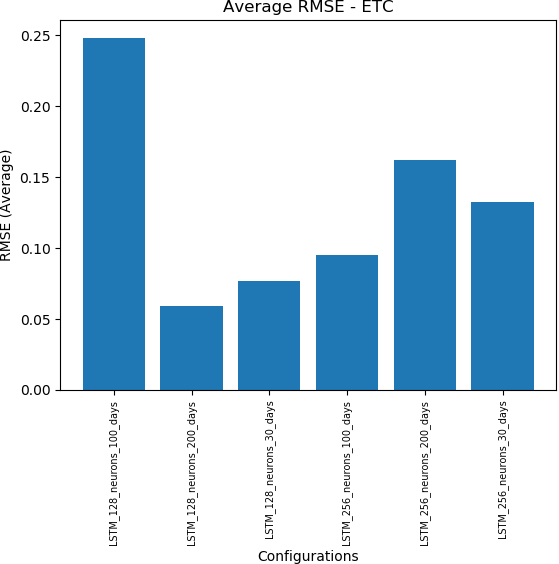 Average RMSE - ETC
RMSE (Average)
0.25
0.20
0.15
0.10
0.05
0.00
LSTM_128_neurons_100_days
LSTM_128_neurons_200_days
LSTM_128_neurons_30_days
LSTM_256_neurons_100_days
LSTM_256_neurons_200_days
LSTM_256_neurons_30_days
Configurations